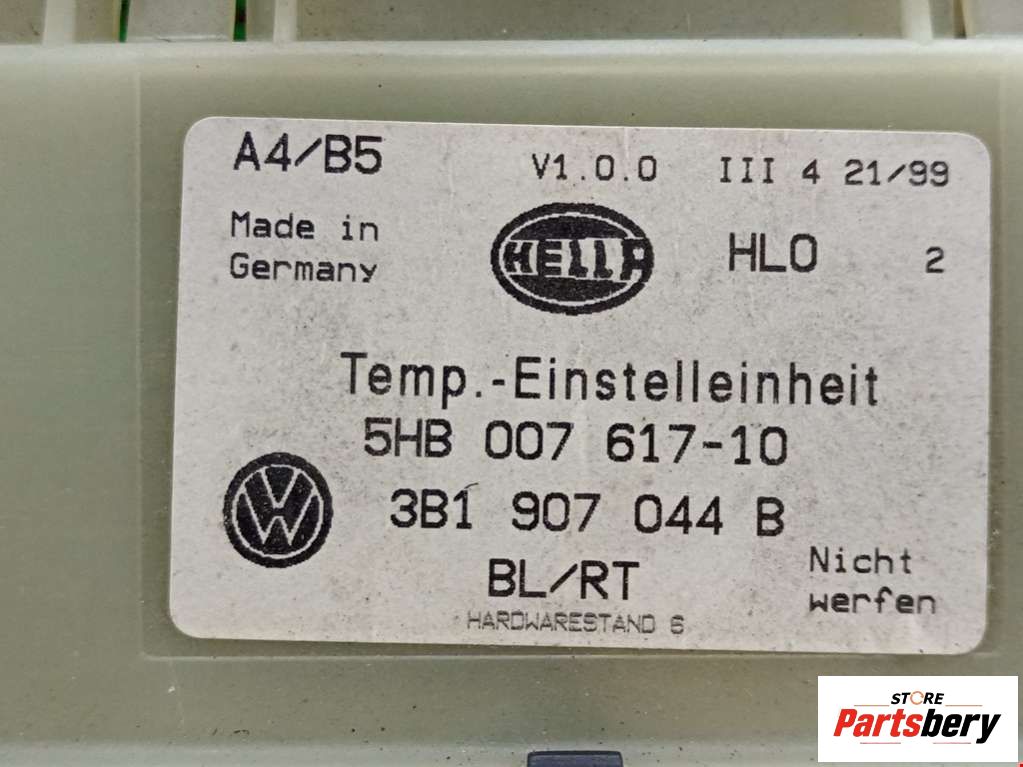 A4/B5 V1.0.0 III 4 21/99
Made in
Germany
HELLA
HLO 2
Temp.-Einstelleinheit
5HB 007 617-10
3B1 907 044 B
BL/RT
Nicht
werfen
HARDWARESTAND 6
STORE
Partsbery